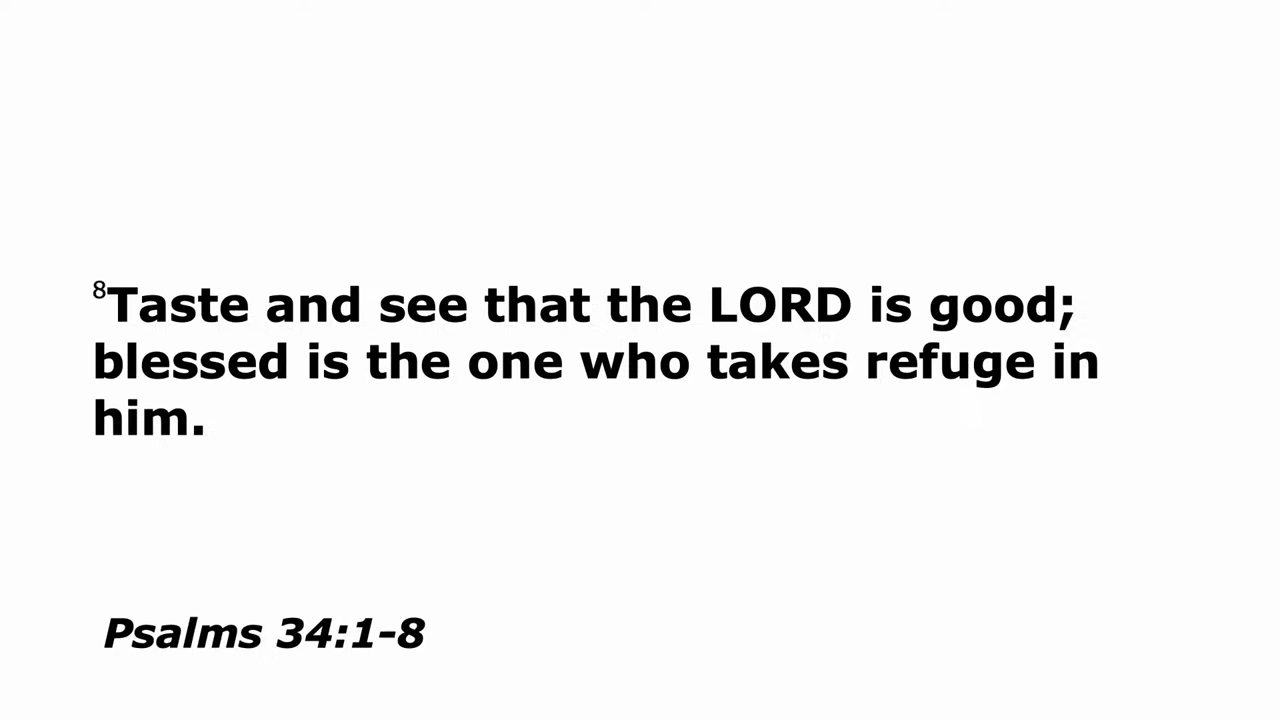 8Taste and see that the LORD is good;
blessed is the one who takes refuge in
him.
Psalms 34:1-8